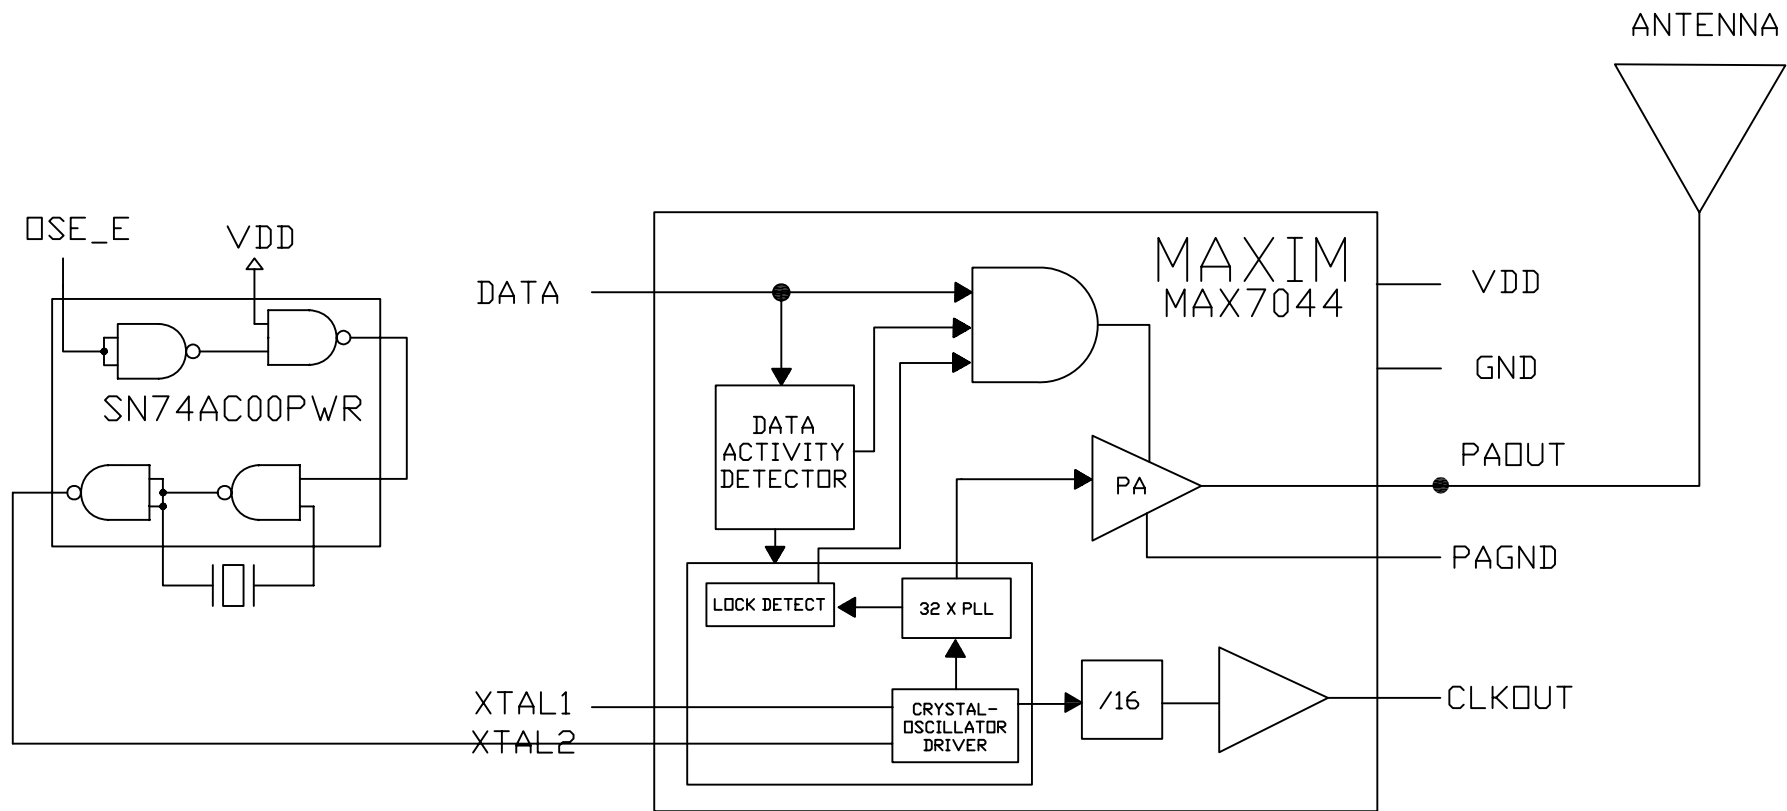 ANTENNA
OSE_E
VDD
SN74AC00PWR
DATA
MAXIM
MAX7044
VDD
GND
PAOUT
PAGND
DATA
ACTIVITY
DETECTOR
PA
LOCK DETECT
32 X PLL
XTAL1
XTAL2
CRYSTAL-
OSCILLATOR
DRIVER
/16
CLKOUT